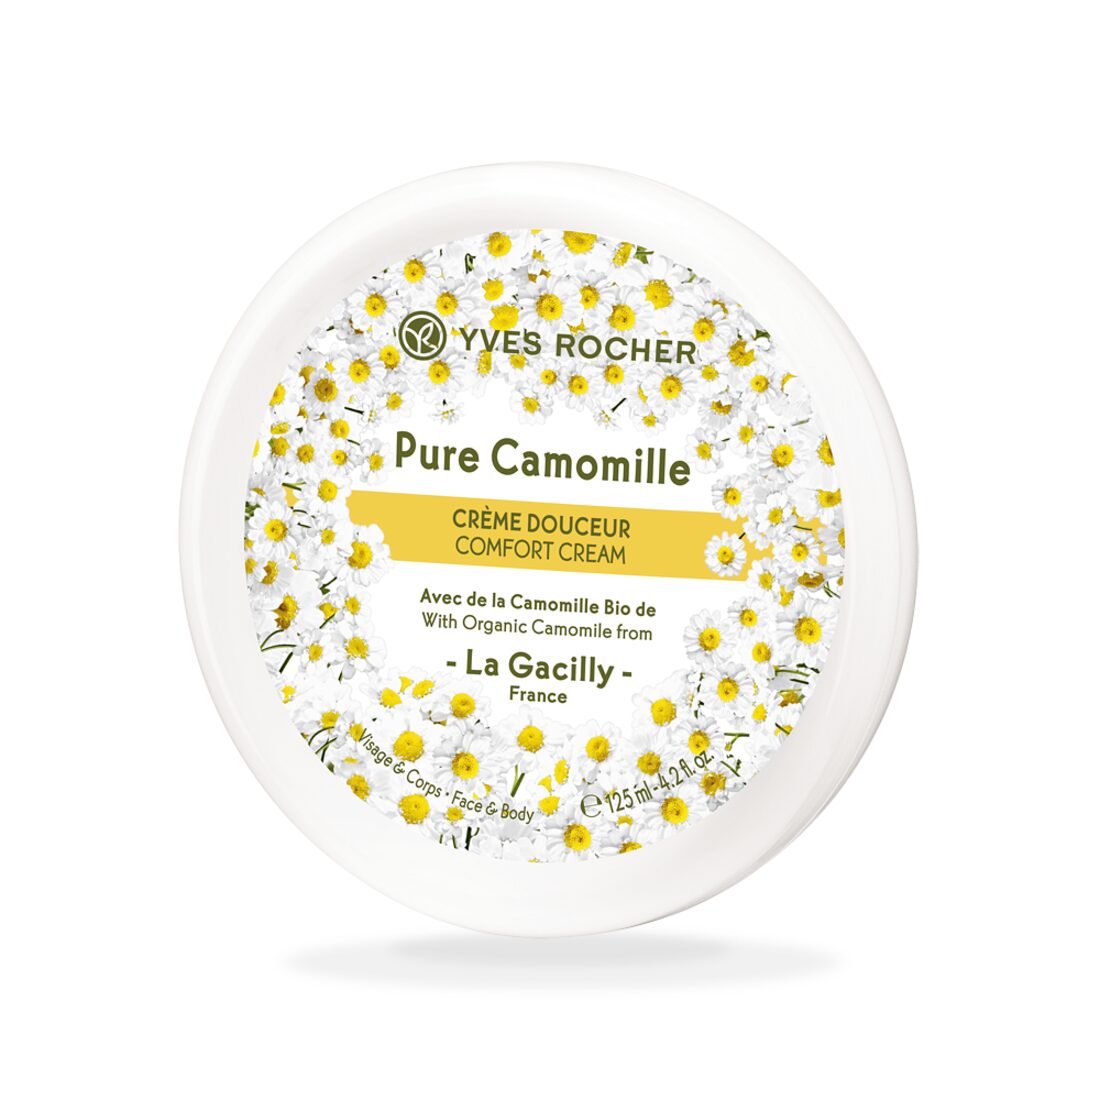 YVES ROCHER
Pure Camomille
CRÈME DOUCEUR
COMFORT CREAM
Avec de la Camomille Bio de
With Organic Camomile from
- La Gacilly -
France
Visage & Corps • Face & Body
℮ 125 ml - 4.2 fl. oz.